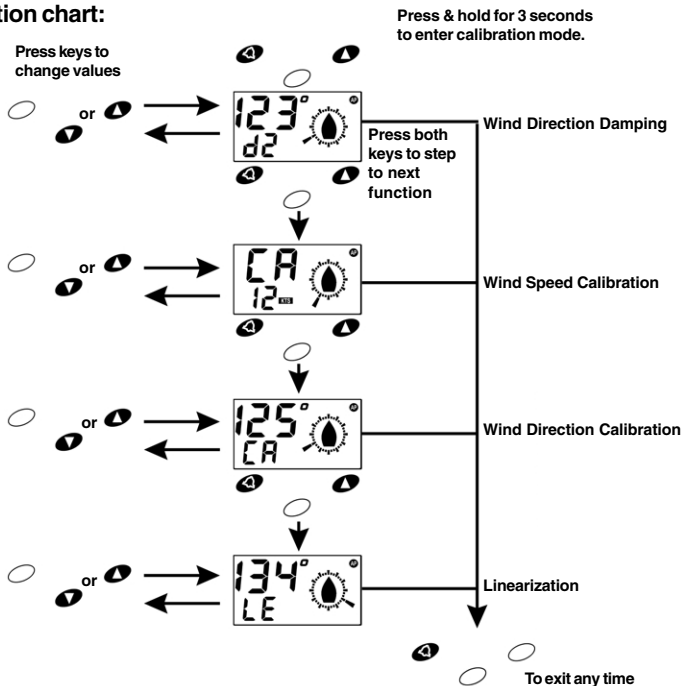 tion chart:
Press & hold for 3 seconds
to enter calibration mode.
Press keys to
change values
or
123°
d2
Wind Direction Damping
Press both
keys to step
to next
function
or
CA
12 KTS
Wind Speed Calibration
or
125°
CA
Wind Direction Calibration
or
134°
LE
Linearization
To exit any time